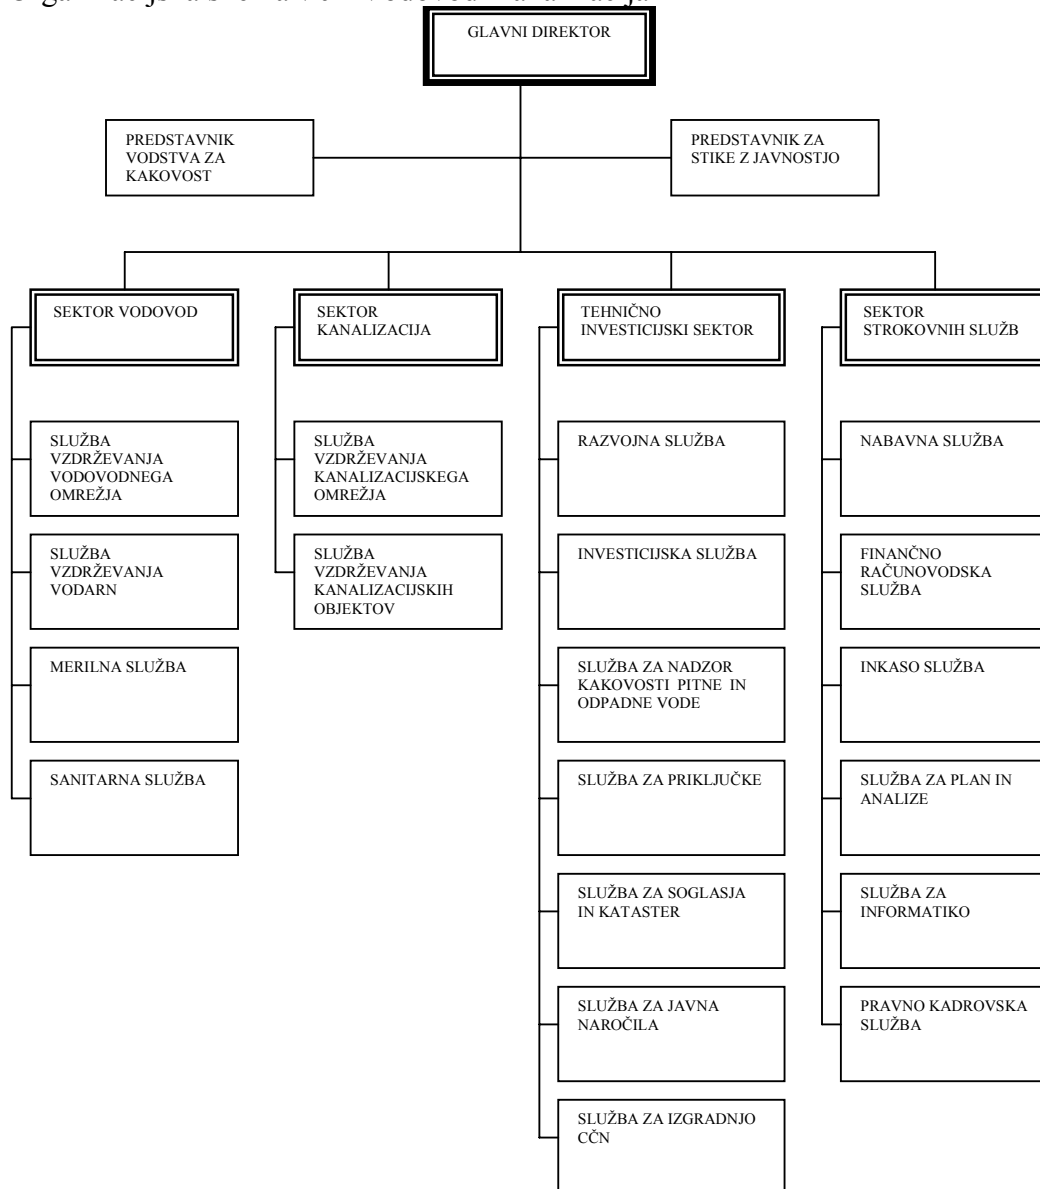 GLAVNI DIREKTOR
PREDSTAVNIK
VODSTVA ZA
KAKOVOST
PREDSTAVNIK ZA
STIKE Z JAVNOSTJO
SEKTOR VODOVOD
SEKTOR
KANALIZACIJA
TEHNIČNO
INVESTICIJSKI SEKTOR
SEKTOR
STROKOVNIH SLUŽB
SLUŽBA
VZDRŽEVANJA
VODOVODNEGA
OMREŽJA
SLUŽBA
VZDRŽEVANJA
VODARN
MERILNA SLUŽBA
SANITARNA SLUŽBA
SLUŽBA
VZDRŽEVANJA
KANALIZACIJSKEGA
OMREŽJA
SLUŽBA
VZDRŽEVANJA
KANALIZACIJSKIH
OBJEKTOV
RAZVOJNA SLUŽBA
INVESTICIJSKA SLUŽBA
SLUŽBA ZA NADZOR
KAKOVOSTI PITNE IN
ODPADNE VODE
SLUŽBA ZA PRIKLJUČKE
SLUŽBA ZA SOGLASJA
IN KATASTER
SLUŽBA ZA JAVNA
NAROČILA
SLUŽBA ZA IZGRADNJO
CČN
NABAVNA SLUŽBA
FINANČNO
RAČUNOVODSKA
SLUŽBA
INKASO SLUŽBA
SLUŽBA ZA PLAN IN
ANALIZE
SLUŽBA ZA
INFORMATIKO
PRAVNO KADROVSKA
SLUŽBA